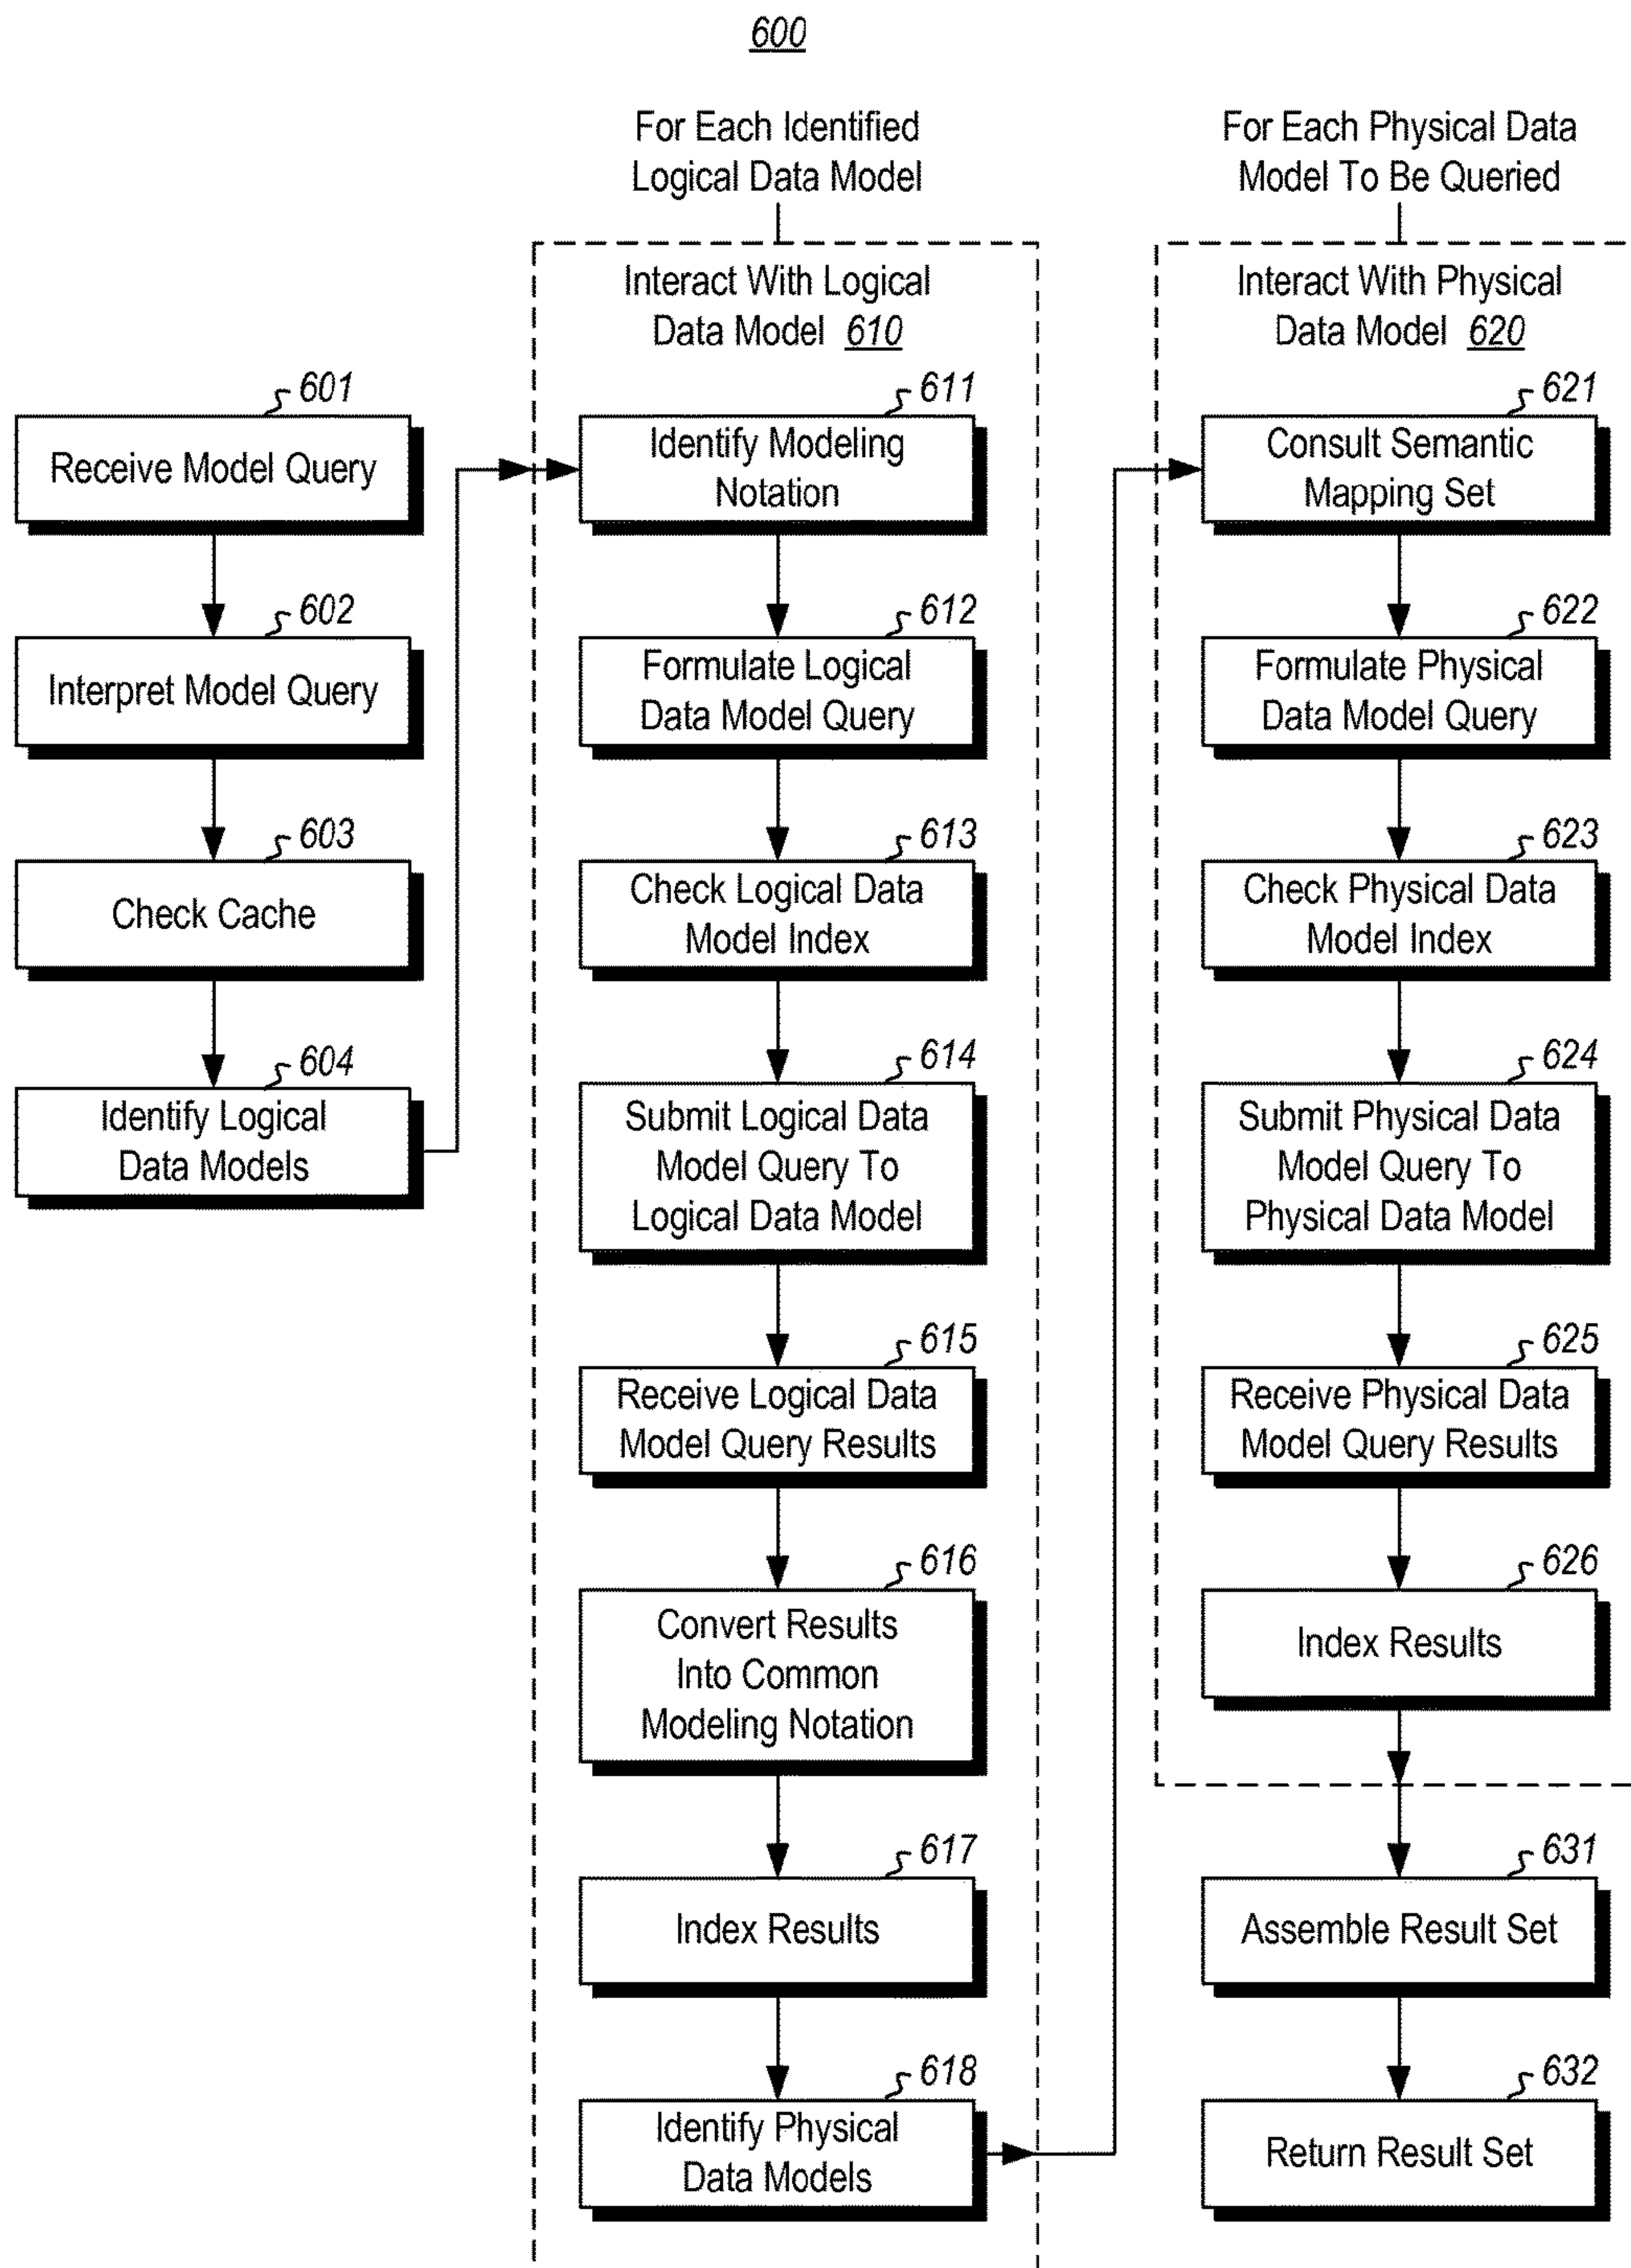 600
601
Receive Model Query
602
Interpret Model Query
603
Check Cache
604
Identify Logical
Data Models
For Each Identified
Logical Data Model
Interact With Logical
Data Model 610
611
Identify Modeling
Notation
612
Formulate Logical
Data Model Query
613
Check Logical Data
Model Index
614
Submit Logical Data
Model Query To
Logical Data Model
615
Receive Logical Data
Model Query Results
616
Convert Results
Into Common
Modeling Notation
617
Index Results
618
Identify Physical
Data Models
For Each Physical Data
Model To Be Queried
Interact With Physical
Data Model 620
621
Consult Semantic
Mapping Set
622
Formulate Physical
Data Model Query
623
Check Physical Data
Model Index
624
Submit Physical Data
Model Query To
Physical Data Model
625
Receive Physical Data
Model Query Results
626
Index Results
631
Assemble Result Set
632
Return Result Set